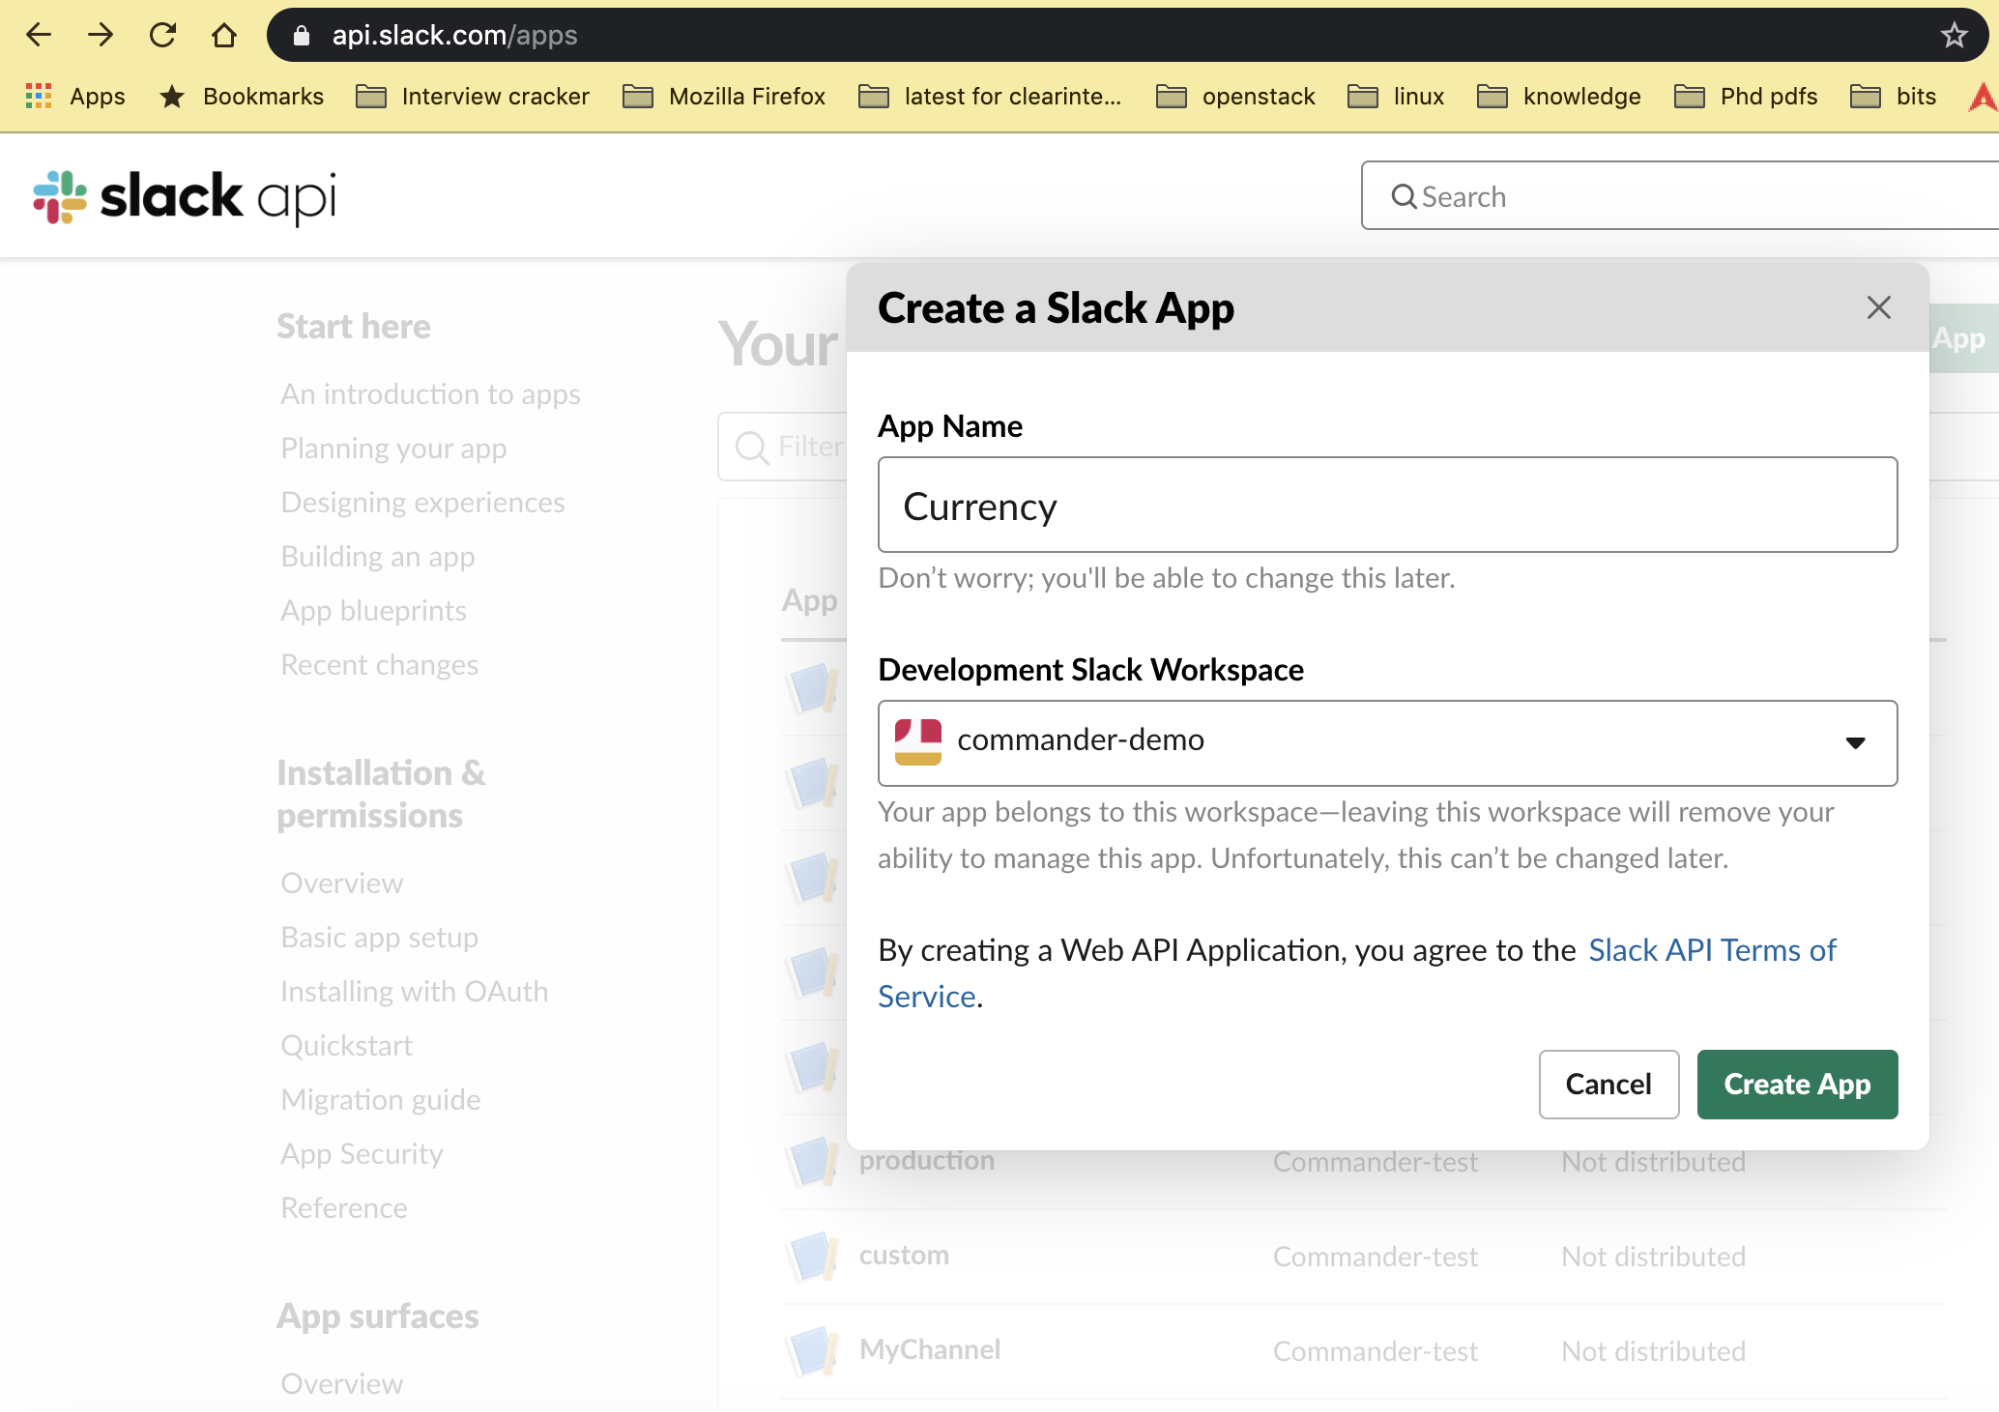 api.slack.com/apps
Apps
Bookmarks
Interview cracker
Mozilla Firefox
latest for clearinte...
openstack
linux
knowledge
Phd pdfs
bits
slack api
Search
Start here
An introduction to apps
Planning your app
Designing experiences
Building an app
App blueprints
Recent changes
Installation &
permissions
Overview
Basic app setup
Installing with OAuth
Quickstart
Migration guide
App Security
Reference
App surfaces
Overview
Your
App
Filter
App
Create a Slack App
App Name
Currency
Don’t worry; you'll be able to change this later.
Development Slack Workspace
commander-demo
Your app belongs to this workspace—leaving this workspace will remove your
ability to manage this app. Unfortunately, this can’t be changed later.
By creating a Web API Application, you agree to the Slack API Terms of
Service.
Cancel
Create App
production Commander-test Not distributed
custom Commander-test Not distributed
MyChannel Commander-test Not distributed